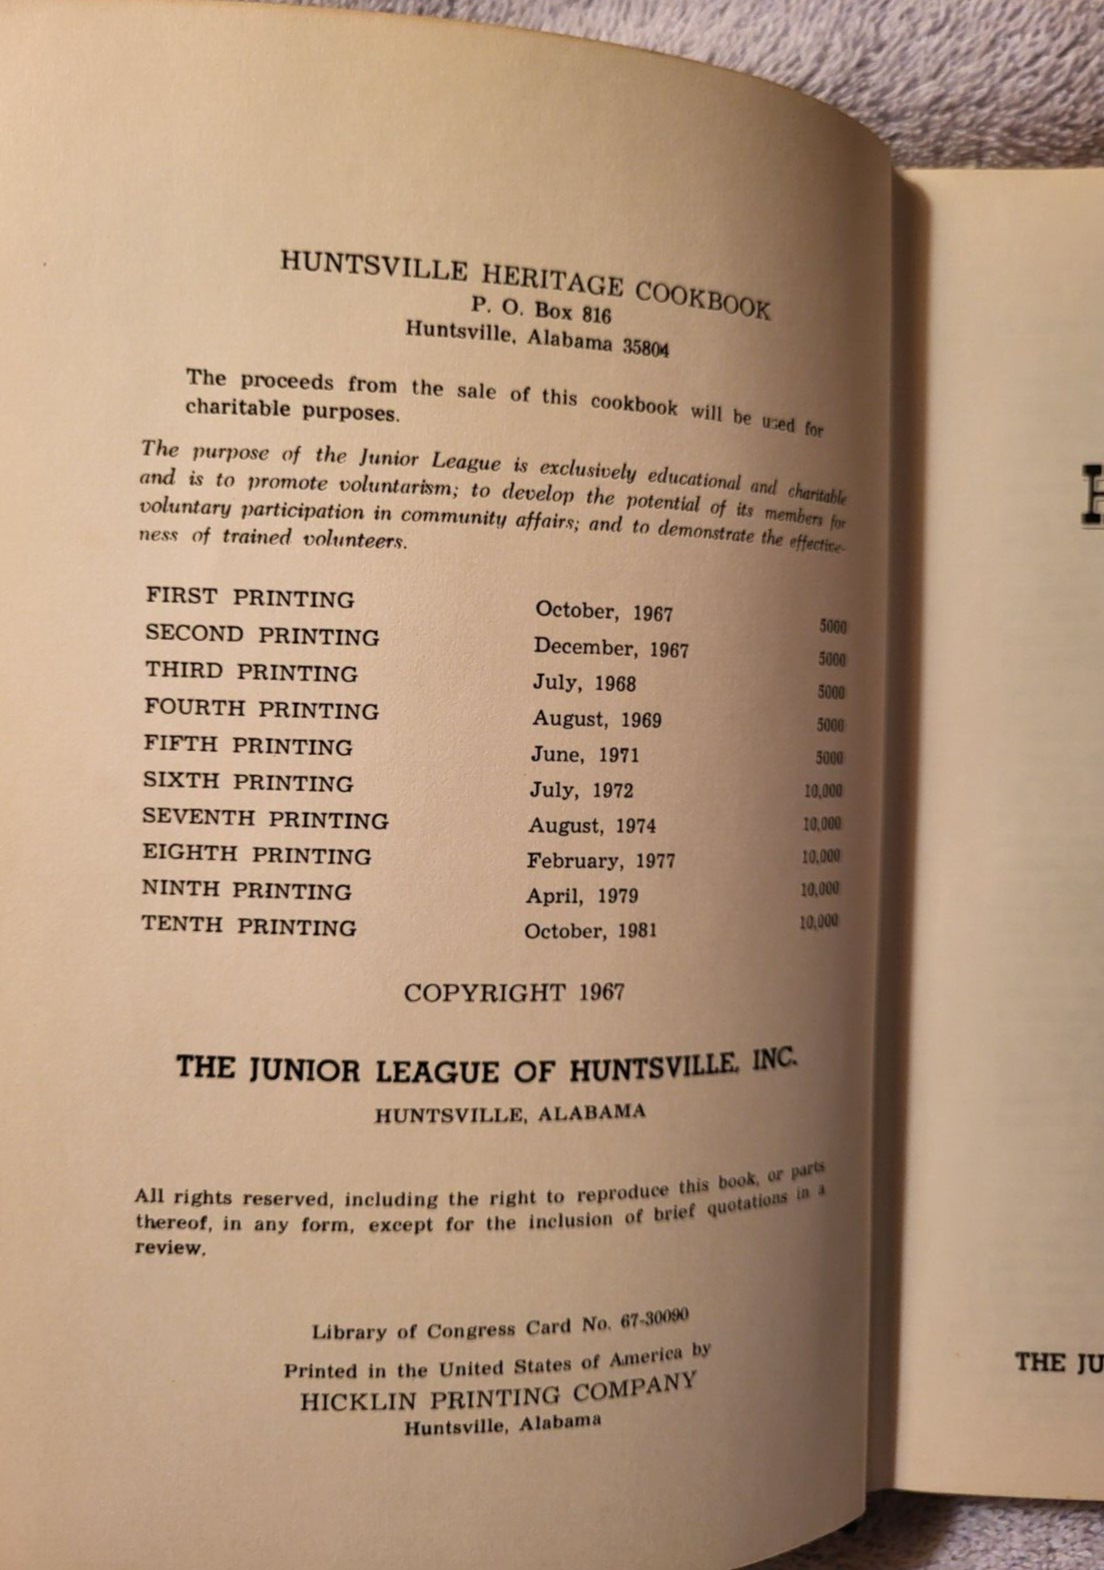 HUNTSVILLE HERITAGE COOKBOOK
P. O. Box 816
Huntsville, Alabama 35804
The proceeds from the sale of this cookbook will be used for
charitable purposes.
The purpose of the Junior League is exclusively educational and charitable
and is to promote voluntarism; to develop the potential of its members for
voluntary participation in community affairs; and to demonstrate the effective-
ness of trained volunteers.
FIRST PRINTING October, 1967 5000
SECOND PRINTING December, 1967 5000
THIRD PRINTING July, 1968 5000
FOURTH PRINTING August, 1969 5000
FIFTH PRINTING June, 1971 5000
SIXTH PRINTING July, 1972 10,000
SEVENTH PRINTING August, 1974 10,000
EIGHTH PRINTING February, 1977 10,000
NINTH PRINTING April, 1979 10,000
TENTH PRINTING October, 1981 10,000
COPYRIGHT 1967
THE JUNIOR LEAGUE OF HUNTSVILLE, INC.
HUNTSVILLE, ALABAMA
All rights reserved, including the right to reproduce this book, or parts
thereof, in any form, except for the inclusion of brief quotations in a
review.
Library of Congress Card No. 67-30090
Printed in the United States of America by
HICKLIN PRINTING COMPANY
Huntsville, Alabama
H
THE JU